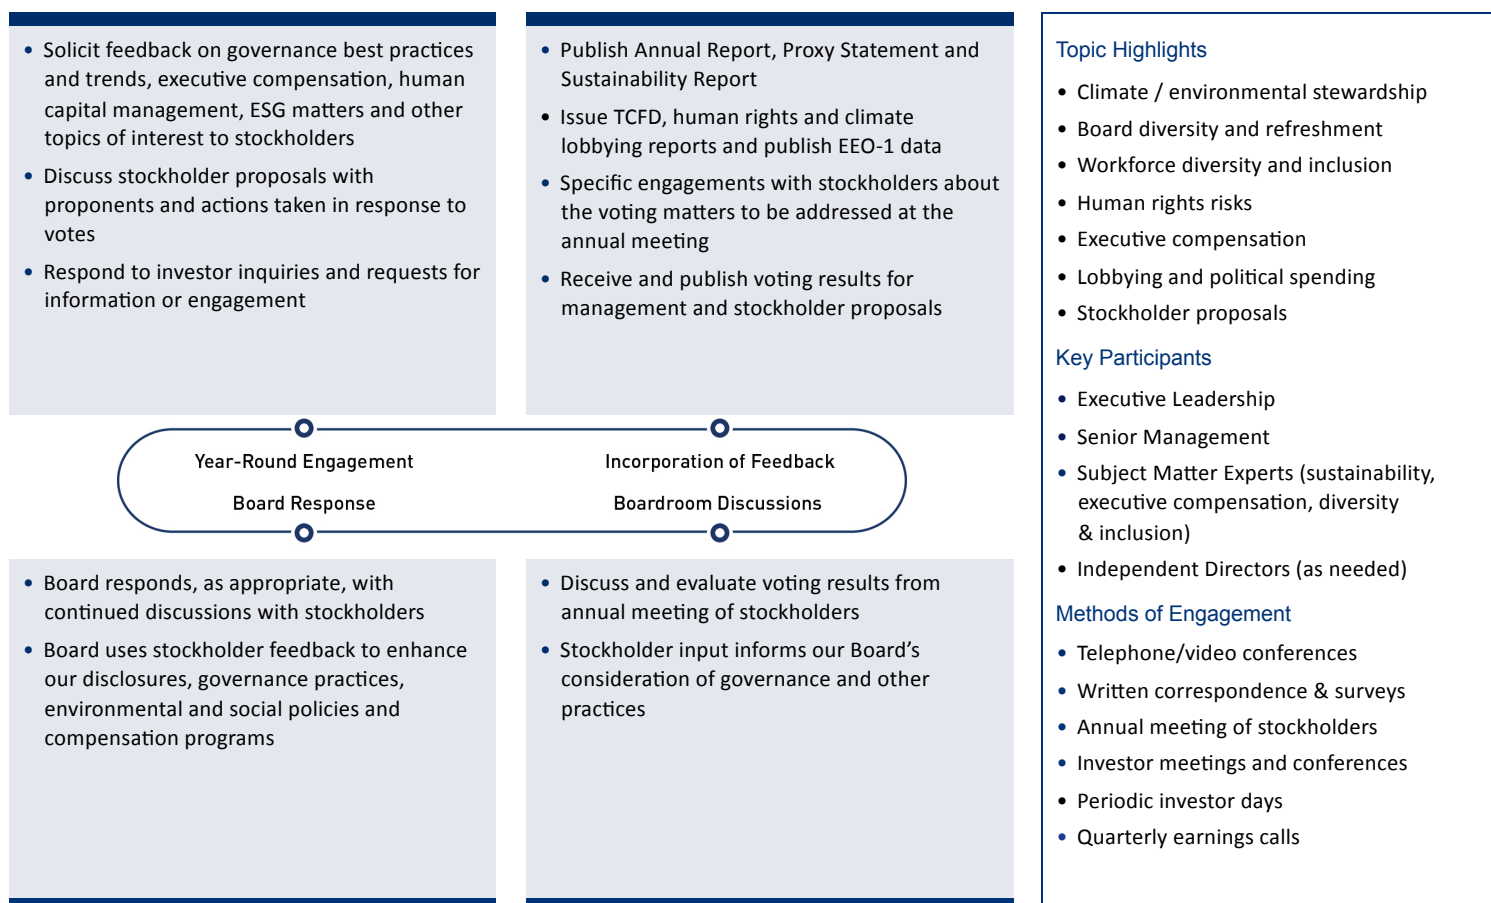 • Solicit feedback on governance best practices
and trends, executive compensation, human
capital management, ESG matters and other
topics of interest to stockholders
• Discuss stockholder proposals with
proponents and actions taken in response to
votes
• Respond to investor inquiries and requests for
information or engagement
• Publish Annual Report, Proxy Statement and
Sustainability Report
• Issue TCFD, human rights and climate
lobbying reports and publish EEO-1 data
• Specific engagements with stockholders about
the voting matters to be addressed at the
annual meeting
• Receive and publish voting results for
management and stockholder proposals
Year-Round Engagement
Incorporation of Feedback
Board Response
Boardroom Discussions
• Board responds, as appropriate, with
continued discussions with stockholders
• Board uses stockholder feedback to enhance
our disclosures, governance practices,
environmental and social policies and
compensation programs
• Discuss and evaluate voting results from
annual meeting of stockholders
• Stockholder input informs our Board’s
consideration of governance and other
practices
Topic Highlights
• Climate / environmental stewardship
• Board diversity and refreshment
• Workforce diversity and inclusion
• Human rights risks
• Executive compensation
• Lobbying and political spending
• Stockholder proposals
Key Participants
• Executive Leadership
• Senior Management
• Subject Matter Experts (sustainability,
executive compensation, diversity
& inclusion)
• Independent Directors (as needed)
Methods of Engagement
• Telephone/video conferences
• Written correspondence & surveys
• Annual meeting of stockholders
• Investor meetings and conferences
• Periodic investor days
• Quarterly earnings calls